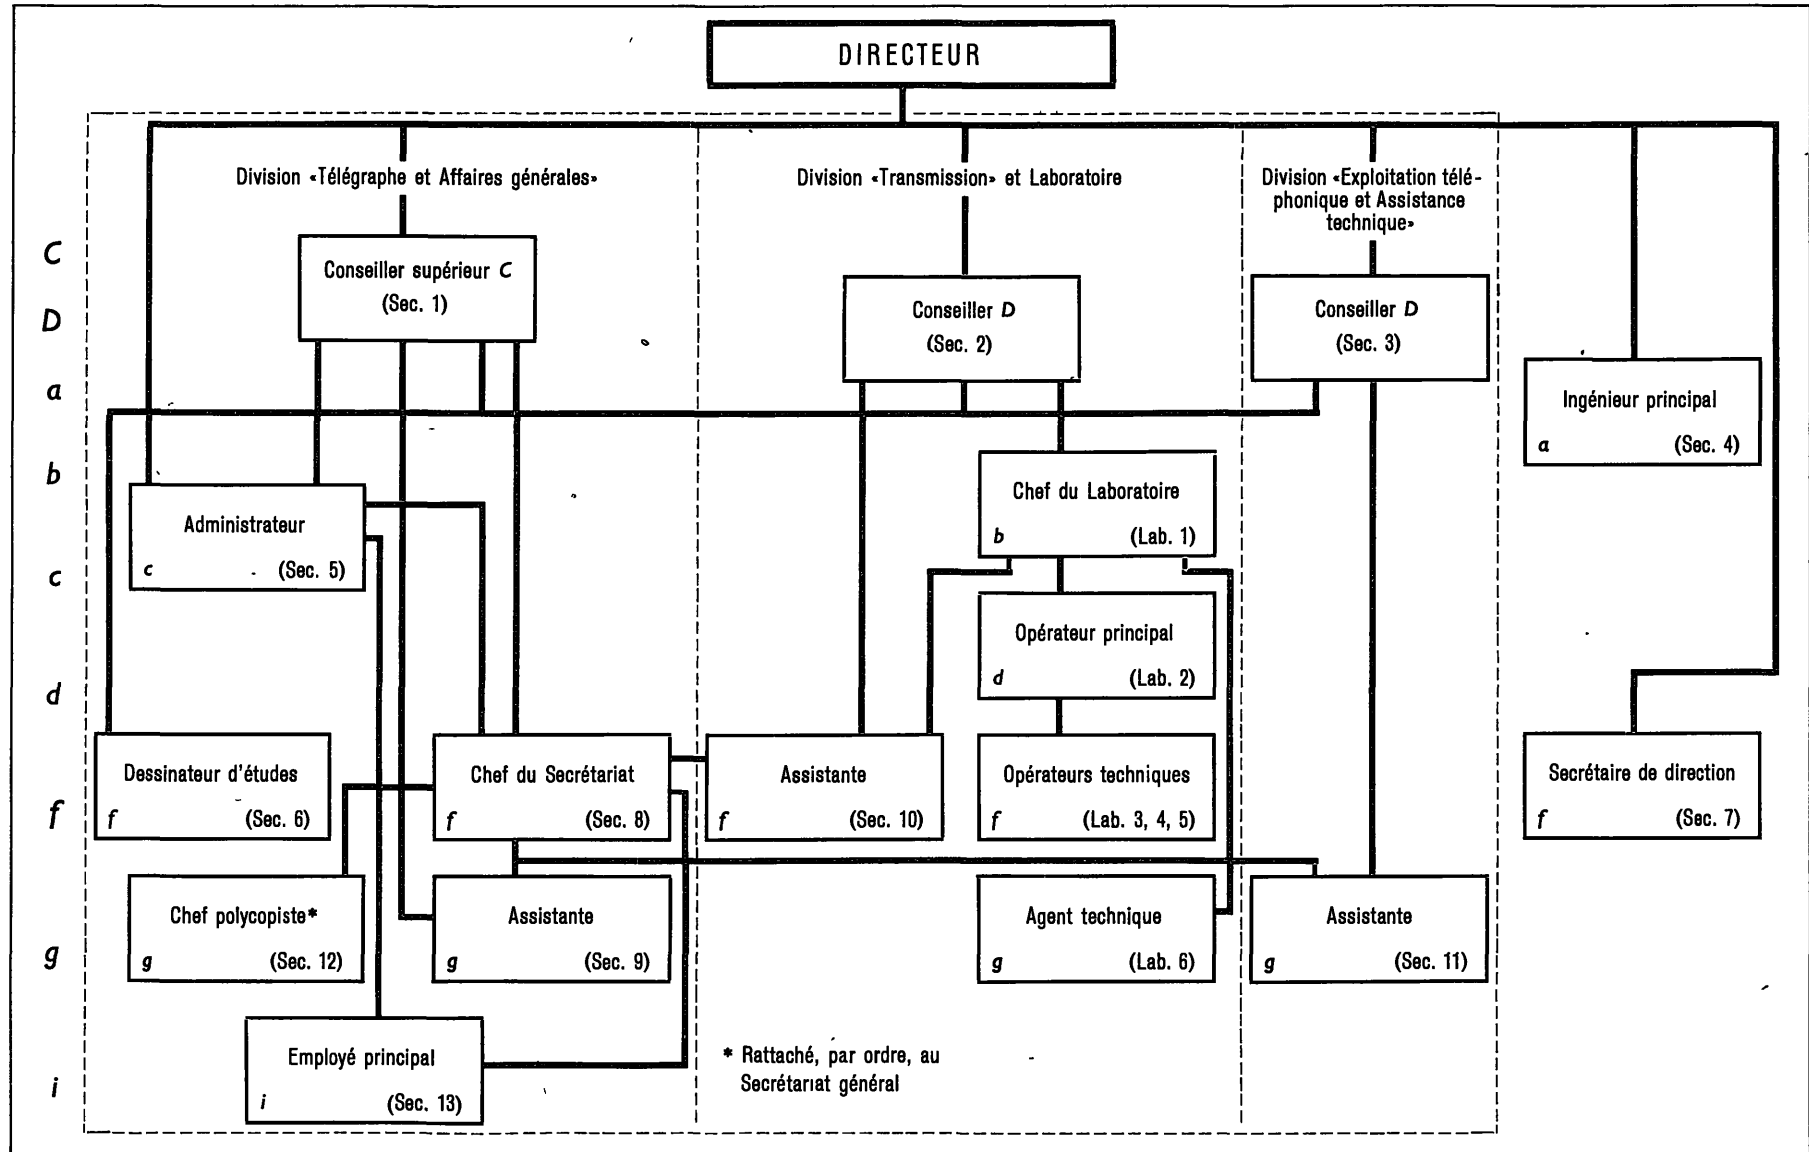 DIRECTEUR
Division «Télégraphe et Affaires générales»
Division «Transmission» et Laboratoire
Division «Exploitation télé-
phonique et Assistance
technique»
C
Conseiller supérieur C
(Sec. 1)
D
Conseiller D
(Sec. 2)
Conseiller D
(Sec. 3)
a
Ingénieur principal
a (Sec. 4)
b
Chef du Laboratoire
b (Lab. 1)
Administrateur
c (Sec. 5)
c
Opérateur principal
d (Lab. 2)
d
Dessinateur d'études
f (Sec. 6)
Chef du Secrétariat
f (Sec. 8)
Assistante
f (Sec. 10)
Opérateurs techniques
f (Lab. 3, 4, 5)
Secrétaire de direction
f (Sec. 7)
f
Chef polycopiste*
g (Sec. 12)
Assistante
g (Sec. 9)
Agent technique
g (Lab. 6)
Assistante
g (Sec. 11)
g
Employé principal
i (Sec. 13)
i
* Rattaché, par ordre, au
Secrétariat général